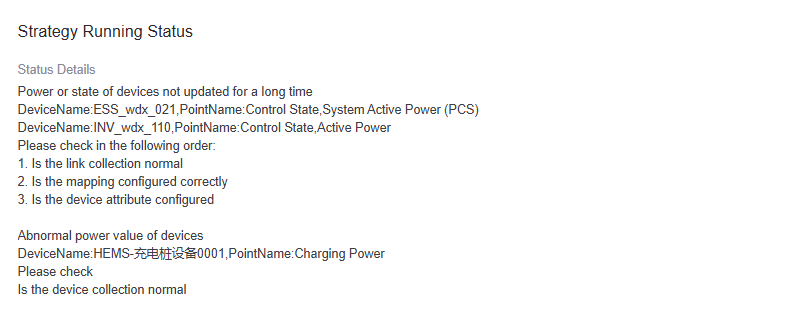 Strategy Running Status
Status Details
Power or state of devices not updated for a long time
DeviceName:ESS_wdx_021,PointName:Control State,System Active Power (PCS)
DeviceName:INV_wdx_110,PointName:Control State,Active Power
Please check in the following order:
1. Is the link collection normal
2. Is the mapping configured correctly
3. Is the device attribute configured
Abnormal power value of devices
DeviceName:HEMS-充电桩设备0001,PointName:Charging Power
Please check
Is the device collection normal